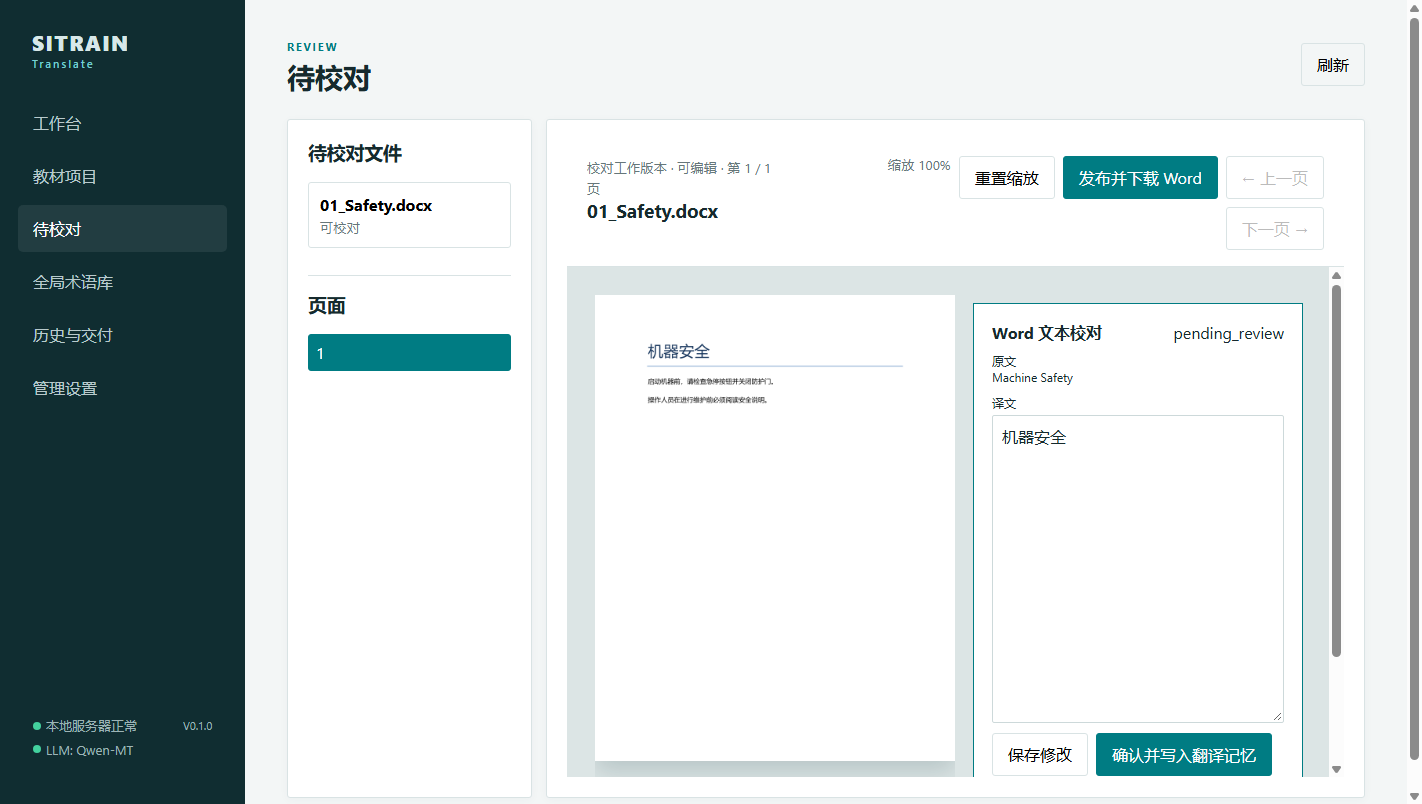 SITRAIN
Translate
工作台
教材项目
待校对
全局术语库
历史与交付
管理设置
本地服务器正常 V0.1.0
LLM: Qwen-MT
REVIEW
待校对
刷新
待校对文件
01_Safety.docx
可校对
页面
1
校对工作版本 · 可编辑 · 第 1 / 1
页
01_Safety.docx
缩放 100%
重置缩放
发布并下载 Word
← 上一页
下一页 →
机器安全
启动机器前，请检查急停按钮并关闭防护门。
操作人员在进行维护前必须阅读安全说明。
Word 文本校对 pending_review
原文
Machine Safety
译文
机器安全
保存修改
确认并写入翻译记忆